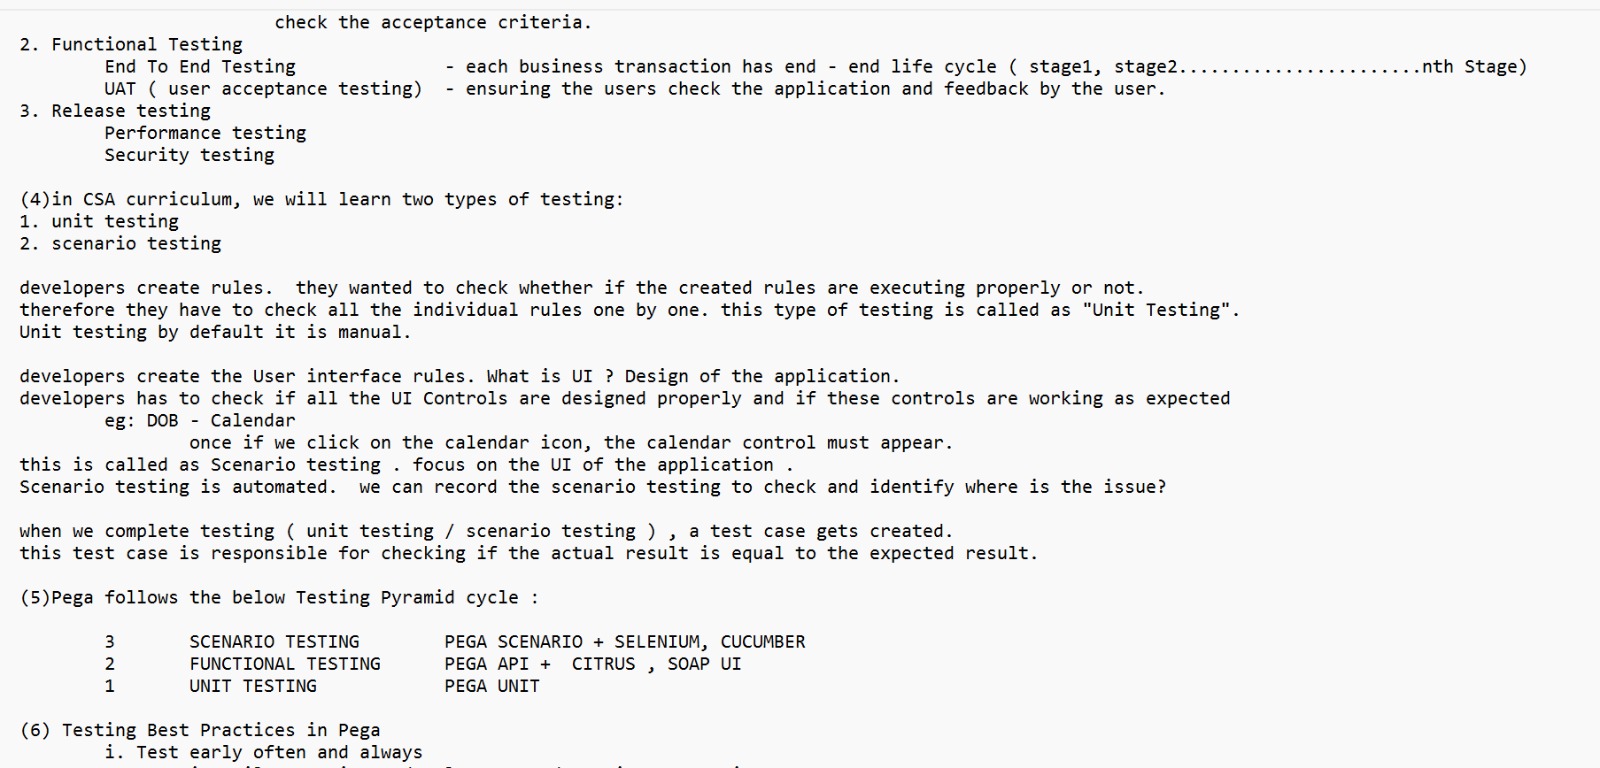 check the acceptance criteria.
2. Functional Testing
End To End Testing - each business transaction has end - end life cycle ( stage1, stage2.......................nth Stage)
UAT ( user acceptance testing) - ensuring the users check the application and feedback by the user.
3. Release testing
Performance testing
Security testing
(4)in CSA curriculum, we will learn two types of testing:
1. unit testing
2. scenario testing
developers create rules. they wanted to check whether if the created rules are executing properly or not.
therefore they have to check all the individual rules one by one. this type of testing is called as "Unit Testing".
Unit testing by default it is manual.
developers create the User interface rules. What is UI ? Design of the application.
developers has to check if all the UI Controls are designed properly and if these controls are working as expected
eg: DOB - Calendar
once if we click on the calendar icon, the calendar control must appear.
this is called as Scenario testing . focus on the UI of the application .
Scenario testing is automated. we can record the scenario testing to check and identify where is the issue?
when we complete testing ( unit testing / scenario testing ) , a test case gets created.
this test case is responsible for checking if the actual result is equal to the expected result.
(5)Pega follows the below Testing Pyramid cycle :
3 SCENARIO TESTING PEGA SCENARIO + SELENIUM, CUCUMBER
2 FUNCTIONAL TESTING PEGA API + CITRUS , SOAP UI
1 UNIT TESTING PEGA UNIT
(6) Testing Best Practices in Pega
i. Test early often and always